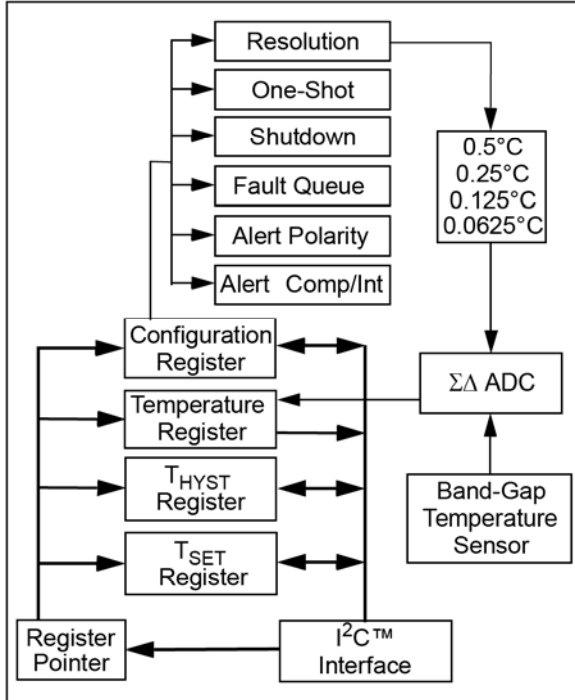 Resolution
One-Shot
Shutdown
Fault Queue
Alert Polarity
Alert Comp/Int
0.5°C
0.25°C
0.125°C
0.0625°C
Configuration
Register
Temperature
Register
ΣΔ ADC
THYST
Register
Band-Gap
Temperature
Sensor
TSET
Register
Register
Pointer
I²C™
Interface